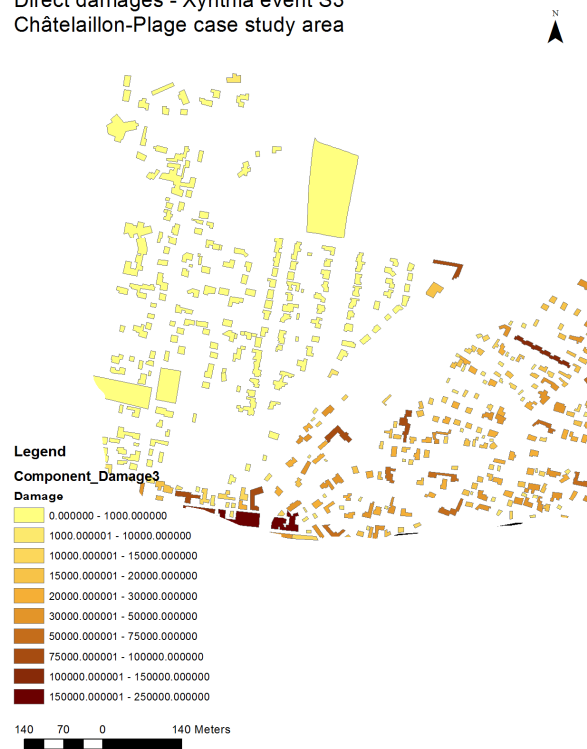 Direct damages - Xynthia event S3
Châtelaillon-Plage case study area
N
Legend
Component_Damage3
Damage
0.000000 - 1000.000000
1000.000001 - 10000.000000
10000.000001 - 15000.000000
15000.000001 - 20000.000000
20000.000001 - 30000.000000
30000.000001 - 50000.000000
50000.000001 - 75000.000000
75000.000001 - 100000.000000
100000.000001 - 150000.000000
150000.000001 - 250000.000000
140 70 0 140 Meters